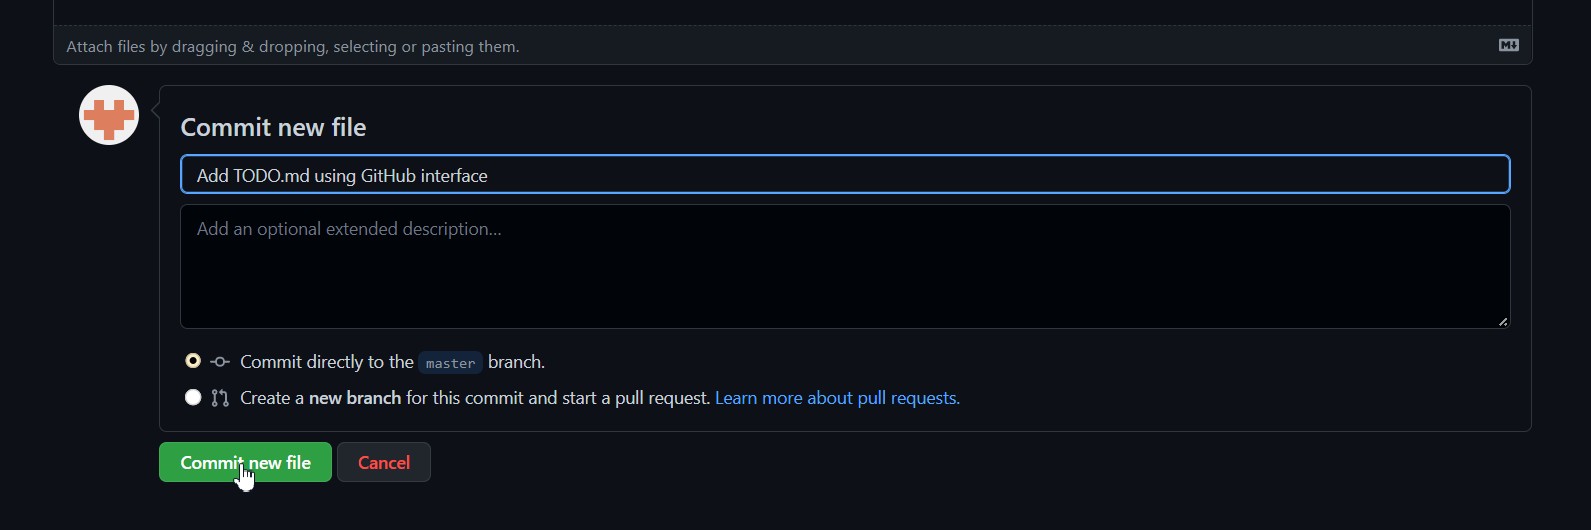 Attach files by dragging & dropping, selecting or pasting them.
M↓
Commit new file
Add TODO.md using GitHub interface
Add an optional extended description...
Commit directly to the master branch.
Create a new branch for this commit and start a pull request. Learn more about pull requests.
Commit new file
Cancel